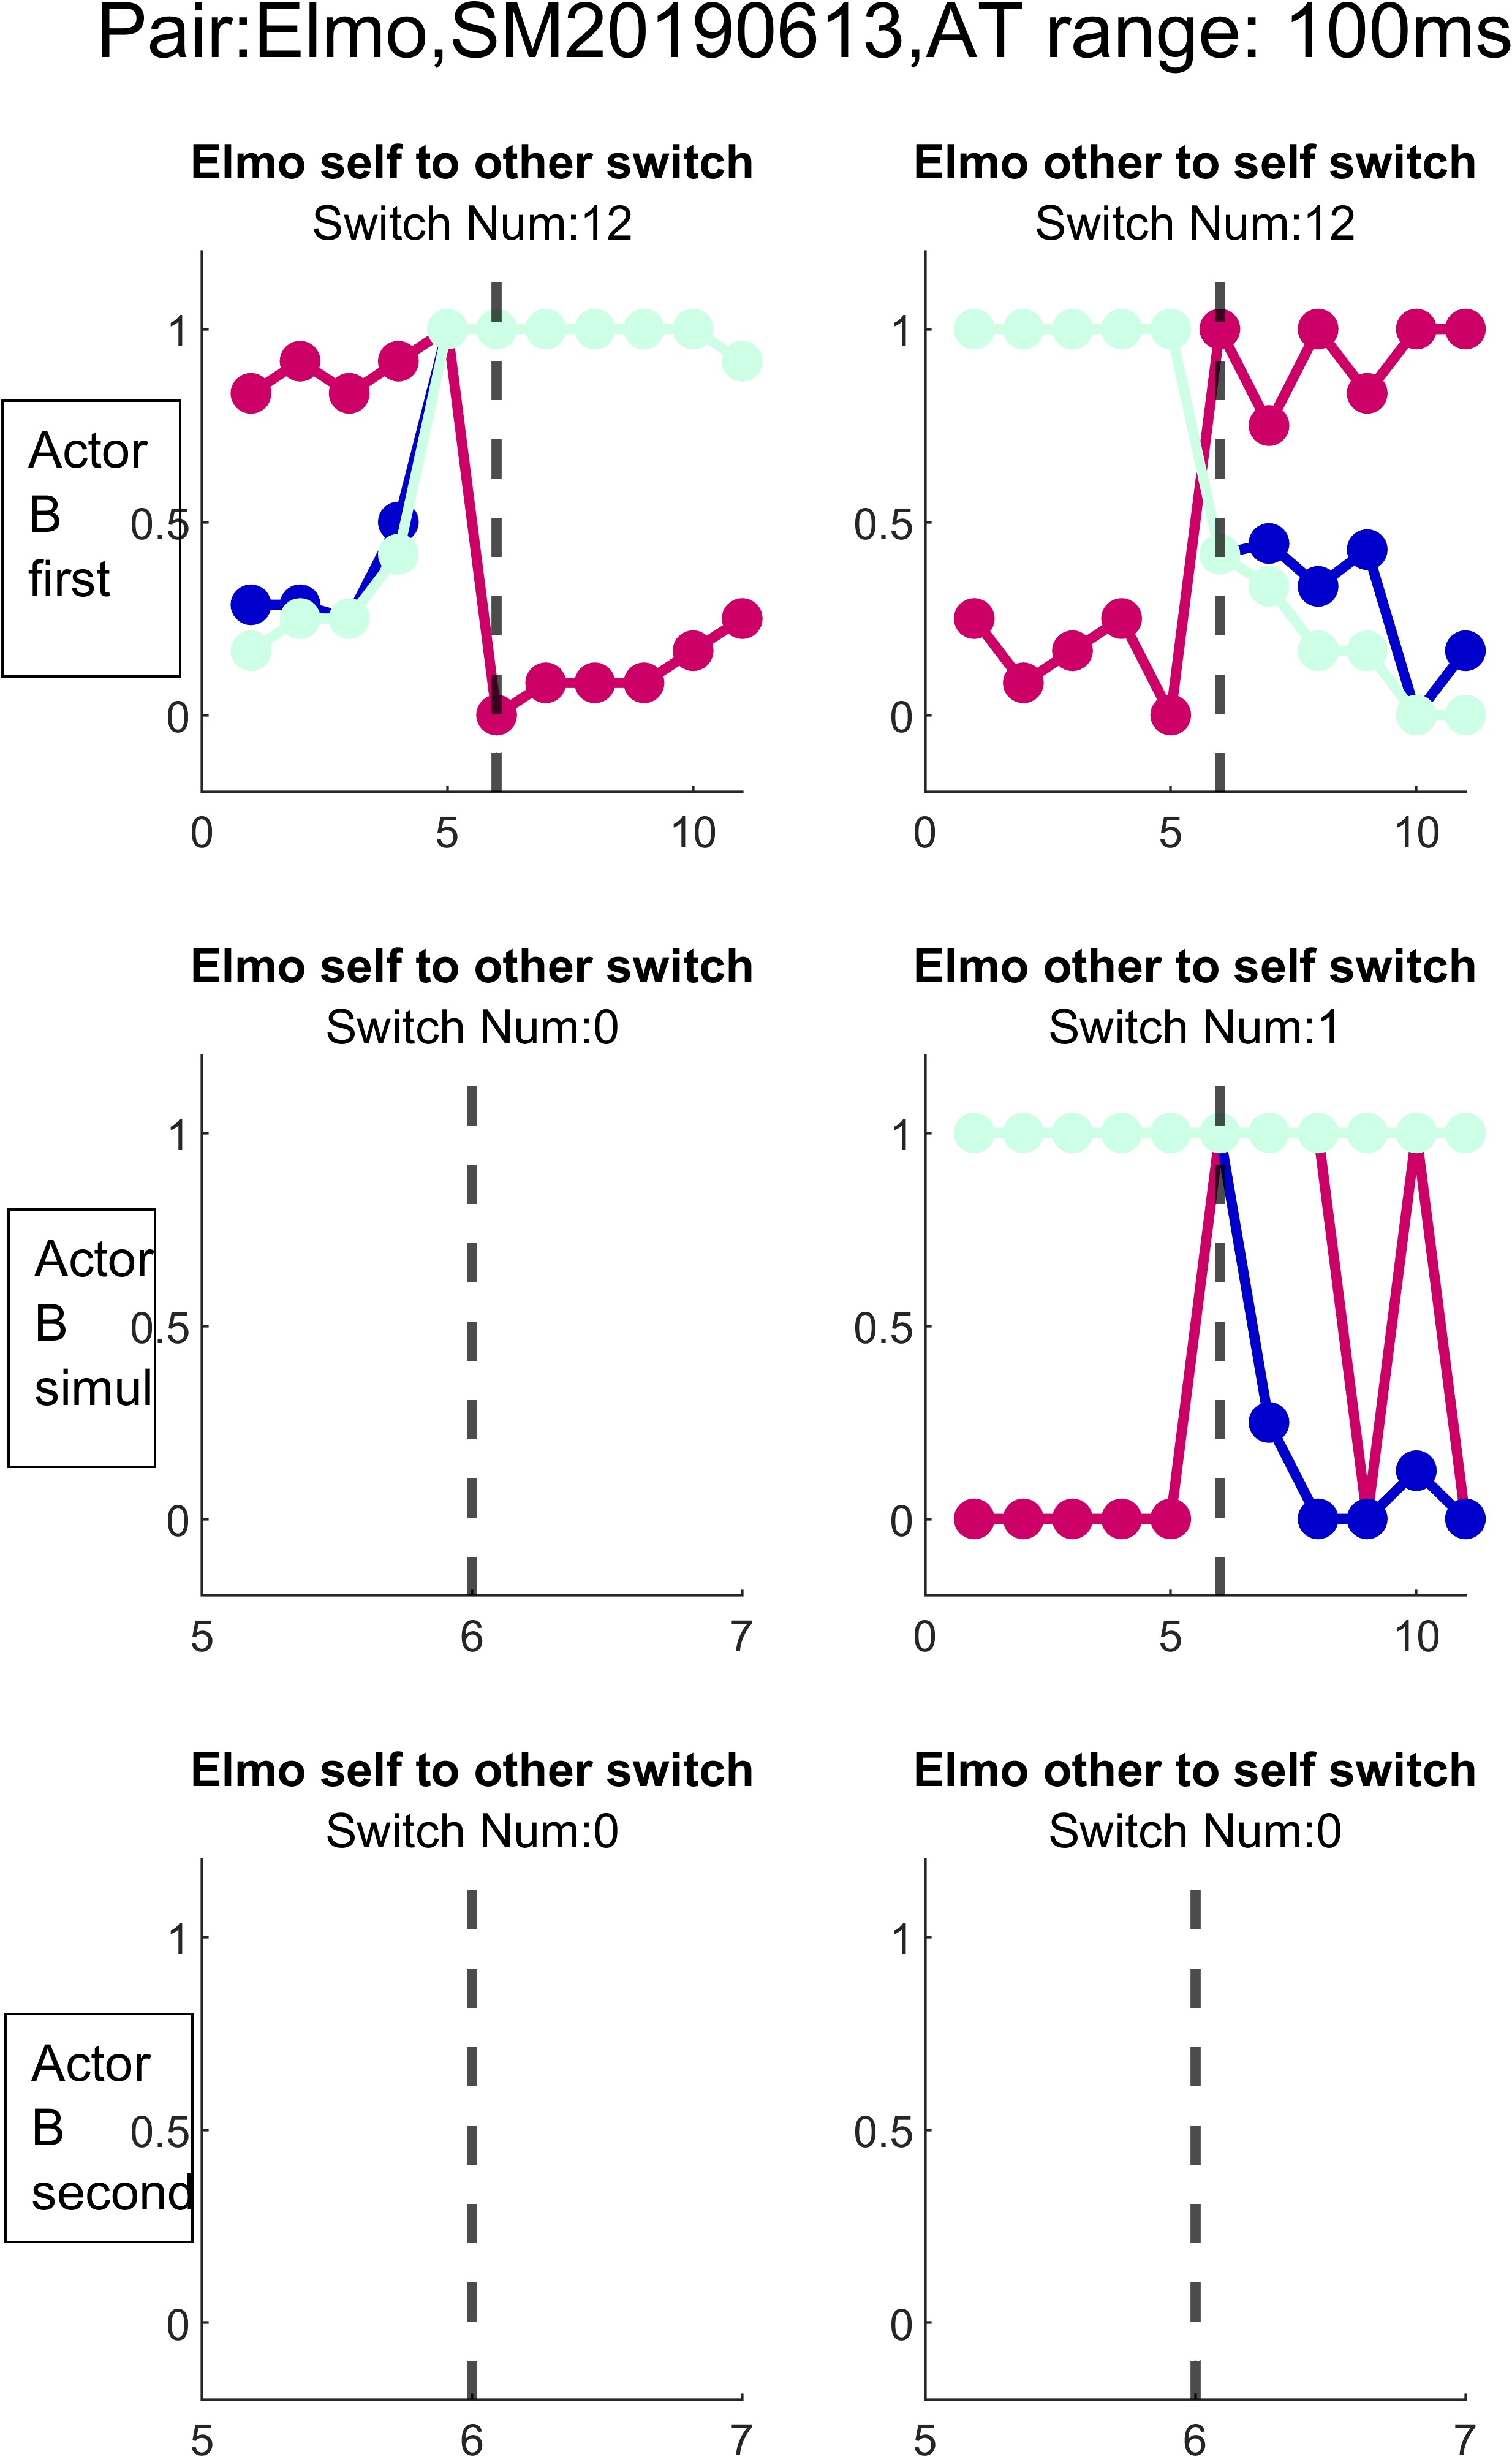 Pair:Elmo,SM20190613,AT range: 100ms
Elmo self to other switch
Switch Num:12
1
0.5
0
0
5
10
Elmo other to self switch
Switch Num:12
1
0.5
0
0
5
10
Actor
B
first
Elmo self to other switch
Switch Num:0
1
0.5
0
5
6
7
Elmo other to self switch
Switch Num:1
1
0.5
0
0
5
10
Actor
B
simul
Elmo self to other switch
Switch Num:0
1
0.5
0
5
6
7
Elmo other to self switch
Switch Num:0
1
0.5
0
5
6
7
Actor
B
second